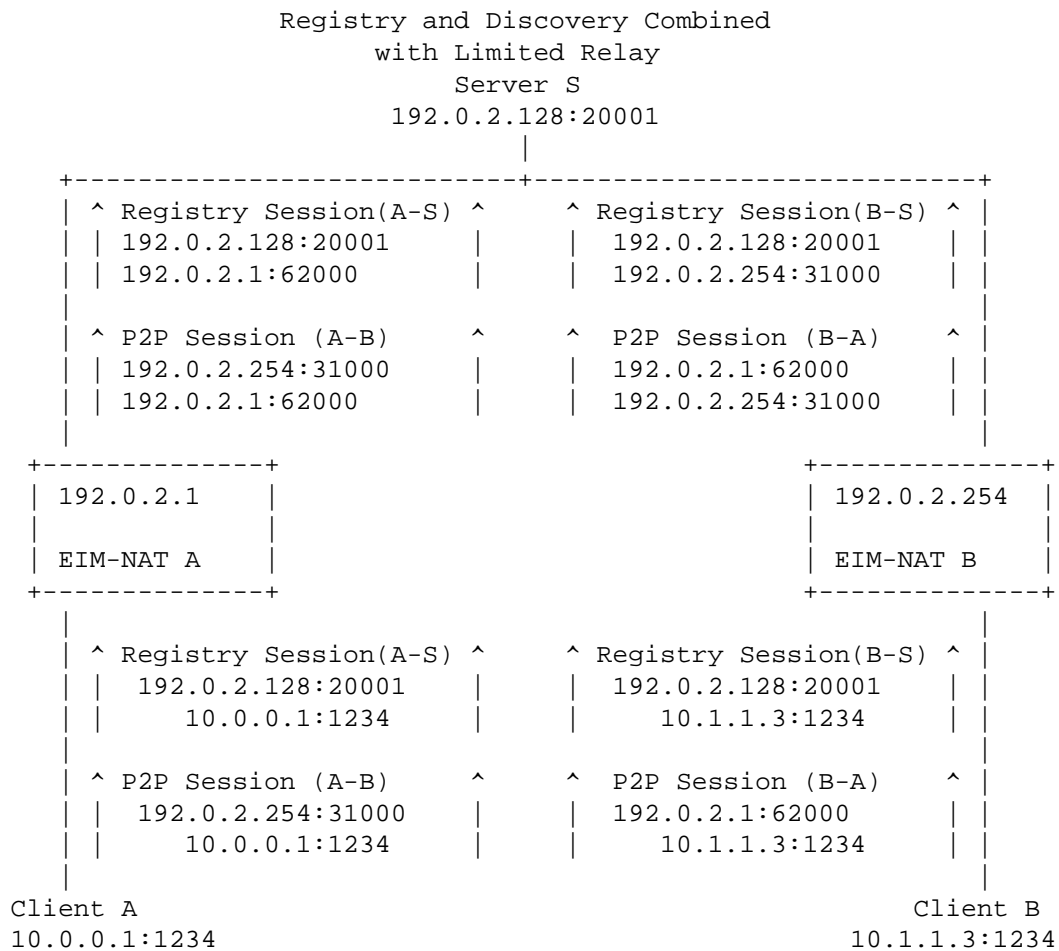 Registry and Discovery Combined
with Limited Relay
Server S
192.0.2.128:20001
^ Registry Session(A-S) ^ ^ Registry Session(B-S) ^
192.0.2.128:20001 192.0.2.128:20001
192.0.2.1:62000 192.0.2.254:31000
^ P2P Session (A-B) ^ ^ P2P Session (B-A) ^
192.0.2.254:31000 192.0.2.1:62000
192.0.2.1:62000 192.0.2.254:31000
192.0.2.1 192.0.2.254
EIM-NAT A EIM-NAT B
^ Registry Session(A-S) ^ ^ Registry Session(B-S) ^
192.0.2.128:20001 192.0.2.128:20001
10.0.0.1:1234 10.1.1.3:1234
^ P2P Session (A-B) ^ ^ P2P Session (B-A) ^
192.0.2.254:31000 192.0.2.1:62000
10.0.0.1:1234 10.1.1.3:1234
Client A Client B
10.0.0.1:1234 10.1.1.3:1234